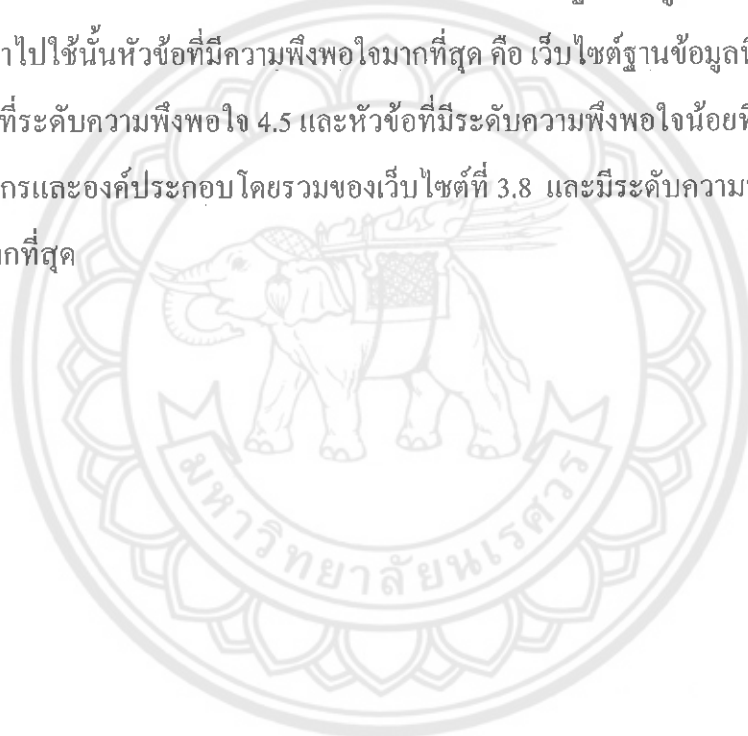 าไปใช้นั้นหัวข้อที่มีความพึงพอใจมากที่สุด คือ เว็บไซต์ฐานข้อมูลที
ที่ระดับความพึงพอใจ 4.5 และหัวข้อที่มีระดับความพึงพอใจน้อยที
กรและองค์ประกอบโดยรวมของเว็บไซต์ที่ 3.8 และมีระดับความ
กที่สุด
มหาวิทยาลัยนเรศวร